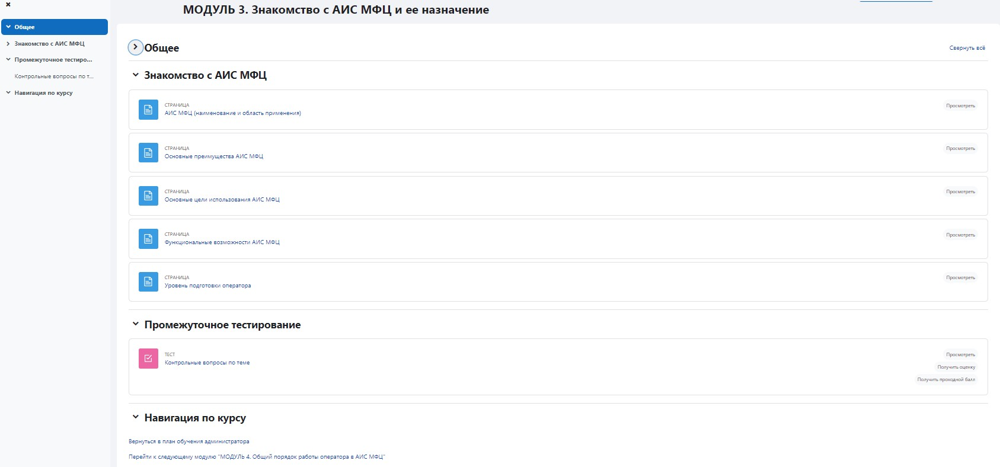 МОДУЛЬ 3. Знакомство с АИС МФЦ и ее назначение
Общее
Знакомство с АИС МФЦ
Промежуточное тестиро...
Контрольные вопросы по т...
Навигация по курсу
Общее
Свернуть всё
Знакомство с АИС МФЦ
СТРАНИЦА
АИС МФЦ (наименование и область применения)
Просмотреть
СТРАНИЦА
Основные преимущества АИС МФЦ
Просмотреть
СТРАНИЦА
Основные цели использования АИС МФЦ
Просмотреть
СТРАНИЦА
Функциональные возможности АИС МФЦ
Просмотреть
СТРАНИЦА
Уровень подготовки оператора
Просмотреть
Промежуточное тестирование
ТЕСТ
Контрольные вопросы по теме
Просмотреть
Получить оценку
Получить проходной балл
Навигация по курсу
Вернуться в план обучения администратора
Перейти к следующему модулю "МОДУЛЬ 4. Общий порядок работы оператора в АИС МФЦ"